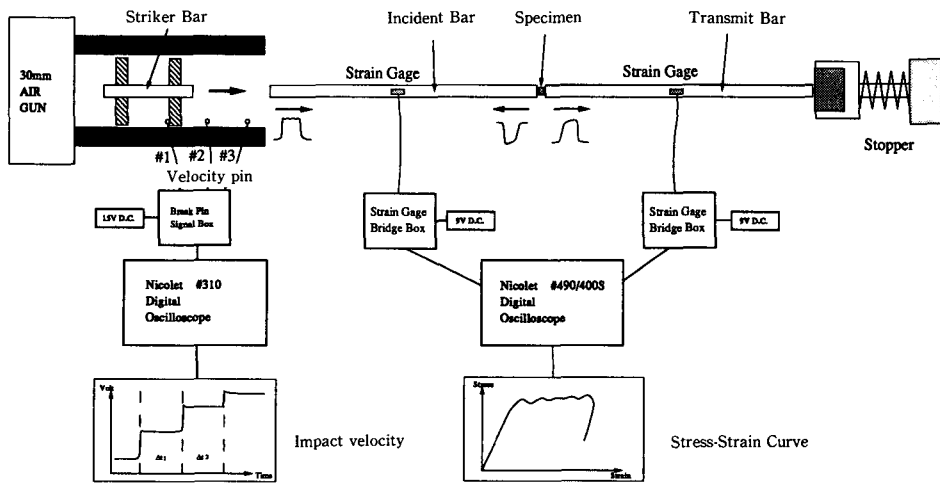 Striker Bar
Incident Bar
Specimen
Transmit Bar
30mm
AIR
GUN
Strain Gage
Strain Gage
Stopper
#1 #2 #3
Velocity pin
15V D.C.
Break Pin
Signal Box
Strain Gage
Bridge Box
9V D.C.
Strain Gage
Bridge Box
9V D.C.
Nicolet #310
Digital
Oscilloscope
Nicolet #490/400S
Digital
Oscilloscope
Volt
Δt1
Δt2
Time
Impact velocity
Stress
Strain
Stress-Strain Curve